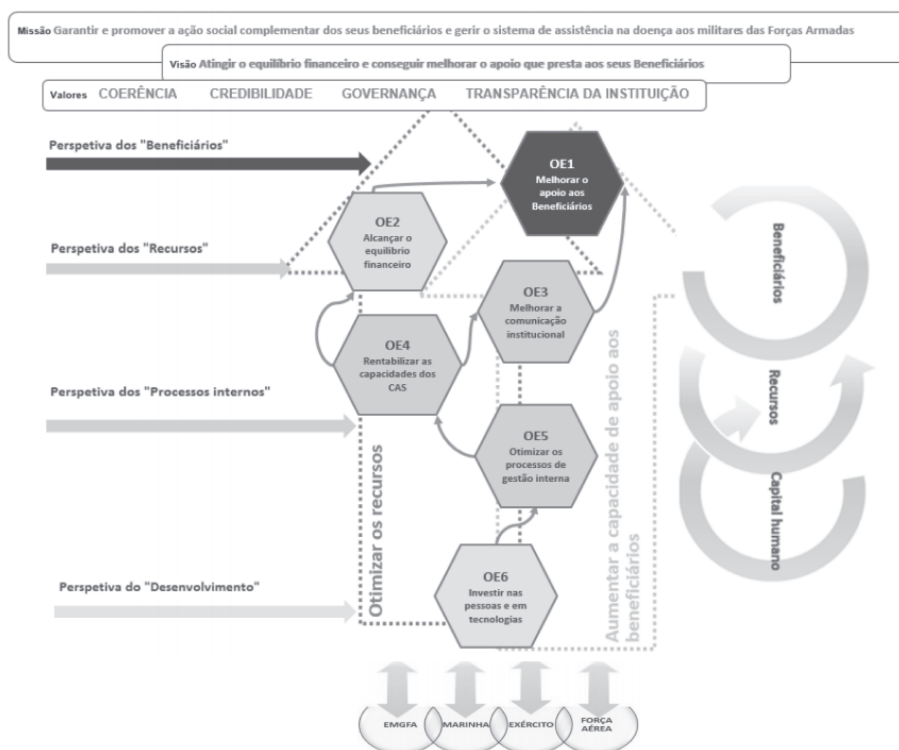 Missão Garantir e promover a ação social complementar dos seus beneficiários e gerir o sistema de assistência na doença aos militares das Forças Armadas
Visão Atingir o equilíbrio financeiro e conseguir melhorar o apoio que presta aos seus Beneficiários
Valores COERÊNCIA CREDIBILIDADE GOVERNANÇA TRANSPARÊNCIA DA INSTITUIÇÃO
Perspetiva dos "Beneficiários"
OE1
Melhorar o
apoio aos
Beneficiários
OE2
Alcançar o
equilíbrio
financeiro
Perspetiva dos "Recursos"
OE3
Melhorar a
comunicação
institucional
OE4
Rentabilizar as
capacidades dos
CAS
Perspetiva dos "Processos internos"
OE5
Otimizar os
processos de
gestão interna
Perspetiva do "Desenvolvimento"
OE6
Investir nas
pessoas e em
tecnologias
Otimizar os recursos
Aumentar a capacidade de apoio aos
beneficiários
Beneficiários
Recursos
Capital humano
EMGFA
MARINHA
EXÉRCITO
FORÇA
AÉREA